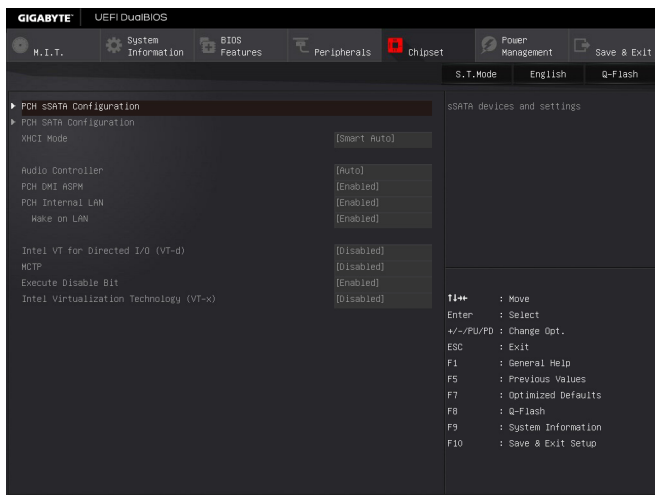 GIGABYTE™ UEFI DualBIOS
M.I.T. System Information BIOS Features Peripherals Chipset Power Management Save & Exit
S.T.Mode English Q-Flash
PCH sSATA Configuration
PCH SATA Configuration
XHCI Mode [Smart Auto]
Audio Controller [Auto]
PCH DMI ASPM [Enabled]
PCH Internal LAN [Enabled]
Wake on LAN [Enabled]
Intel VT for Directed I/O (VT-d) [Disabled]
MCTP [Disabled]
Execute Disable Bit [Enabled]
Intel Virtualization Technology (VT-x) [Disabled]
sSATA devices and settings
↑↓→← : Move
Enter : Select
+/-/PU/PD : Change Opt.
ESC : Exit
F1 : General Help
F5 : Previous Values
F7 : Optimized Defaults
F8 : Q-Flash
F9 : System Information
F10 : Save & Exit Setup